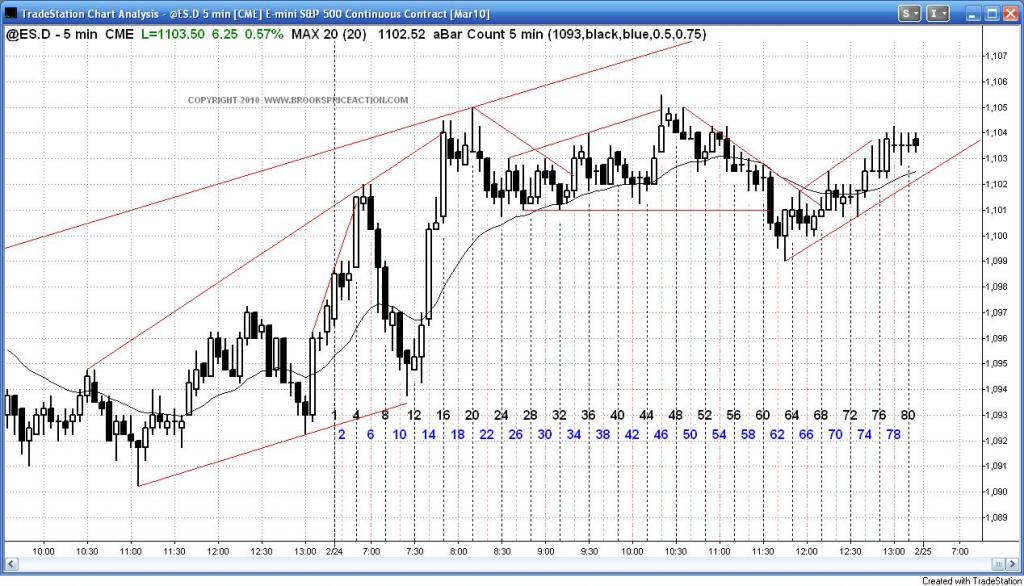 TradeStation Chart Analysis - @ES.D 5 min [CME] E-mini S&P 500 Continuous Contract [Mar10]
S
I
@ES.D - 5 min CME L=1103.50 6.25 0.57% MAX 20 (20) 1102.52 aBar Count 5 min (1093,black,blue,0.5,0.75)
1,107
1,106
COPYRIGHT 2010 WWW.BROOKSPRICEACTION.COM
1,105
1,104
1,103
1,102
1,101
1,100
1,099
1,098
1,097
1,096
1,095
1,094
1 4 8 12 16 20 24 28 32 36 40 44 48 52 56 60 64 68 72 76 80
1,093
2 6 10 14 18 22 26 30 34 38 42 46 50 54 58 62 66 70 74 78
1,092
1,091
1,090
1,089
10:00 10:30 11:00 11:30 12:00 12:30 13:00 2/24 7:00 7:30 8:00 8:30 9:00 9:30 10:00 10:30 11:00 11:30 12:00 12:30 13:00 2/25 7:00
Created with TradeStation